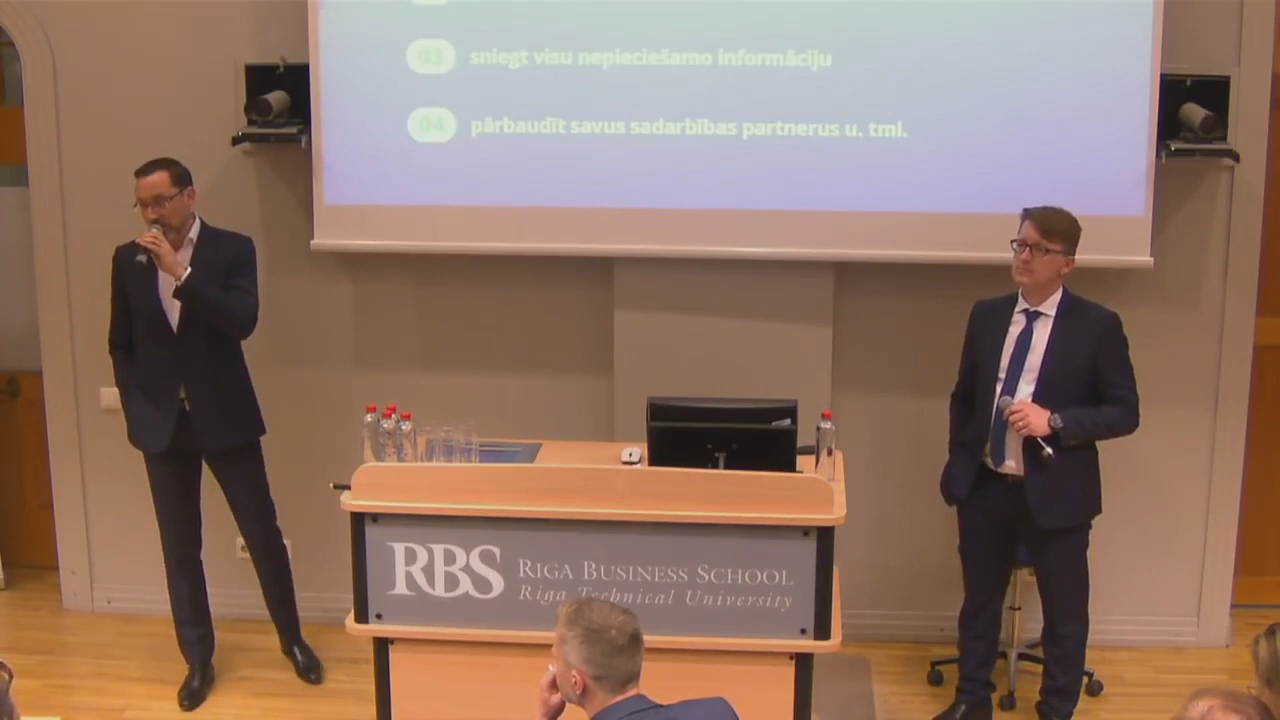 03 sniegt visu nepieciešamo informāciju
04 pārbaudīt savus sadarbības partnerus u. tml.
RBS RIGA BUSINESS SCHOOL
Riga Technical University